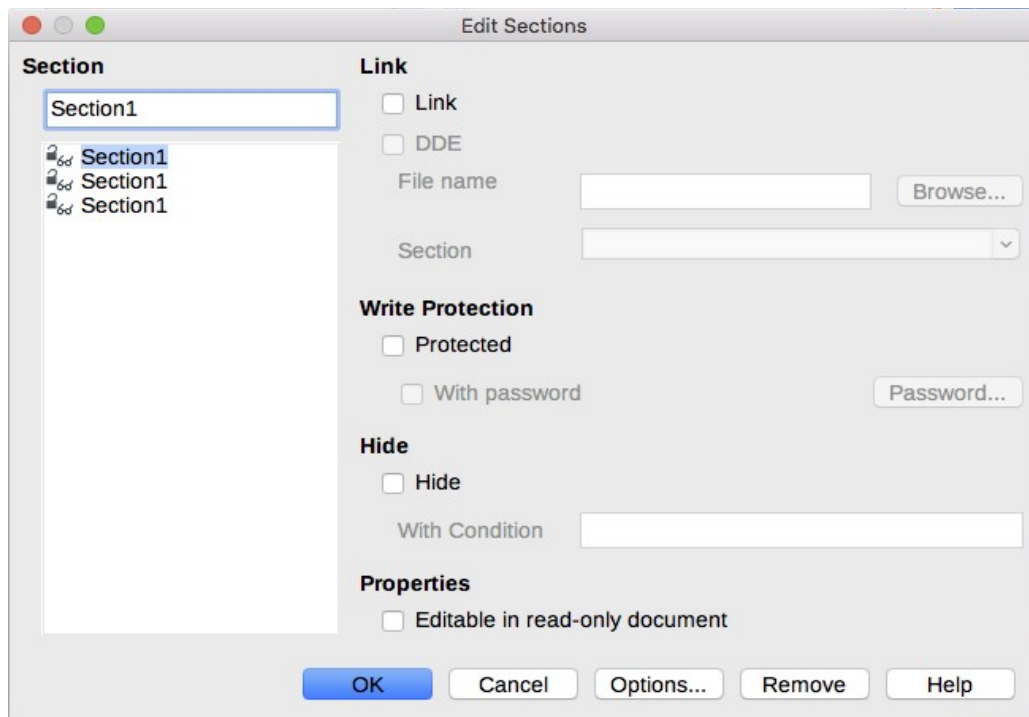 Edit Sections
Section
Section1
Section1
Section1
Section1
Link
Link
DDE
File name
Browse...
Section
Write Protection
Protected
With password
Password...
Hide
Hide
With Condition
Properties
Editable in read-only document
OK
Cancel
Options...
Remove
Help